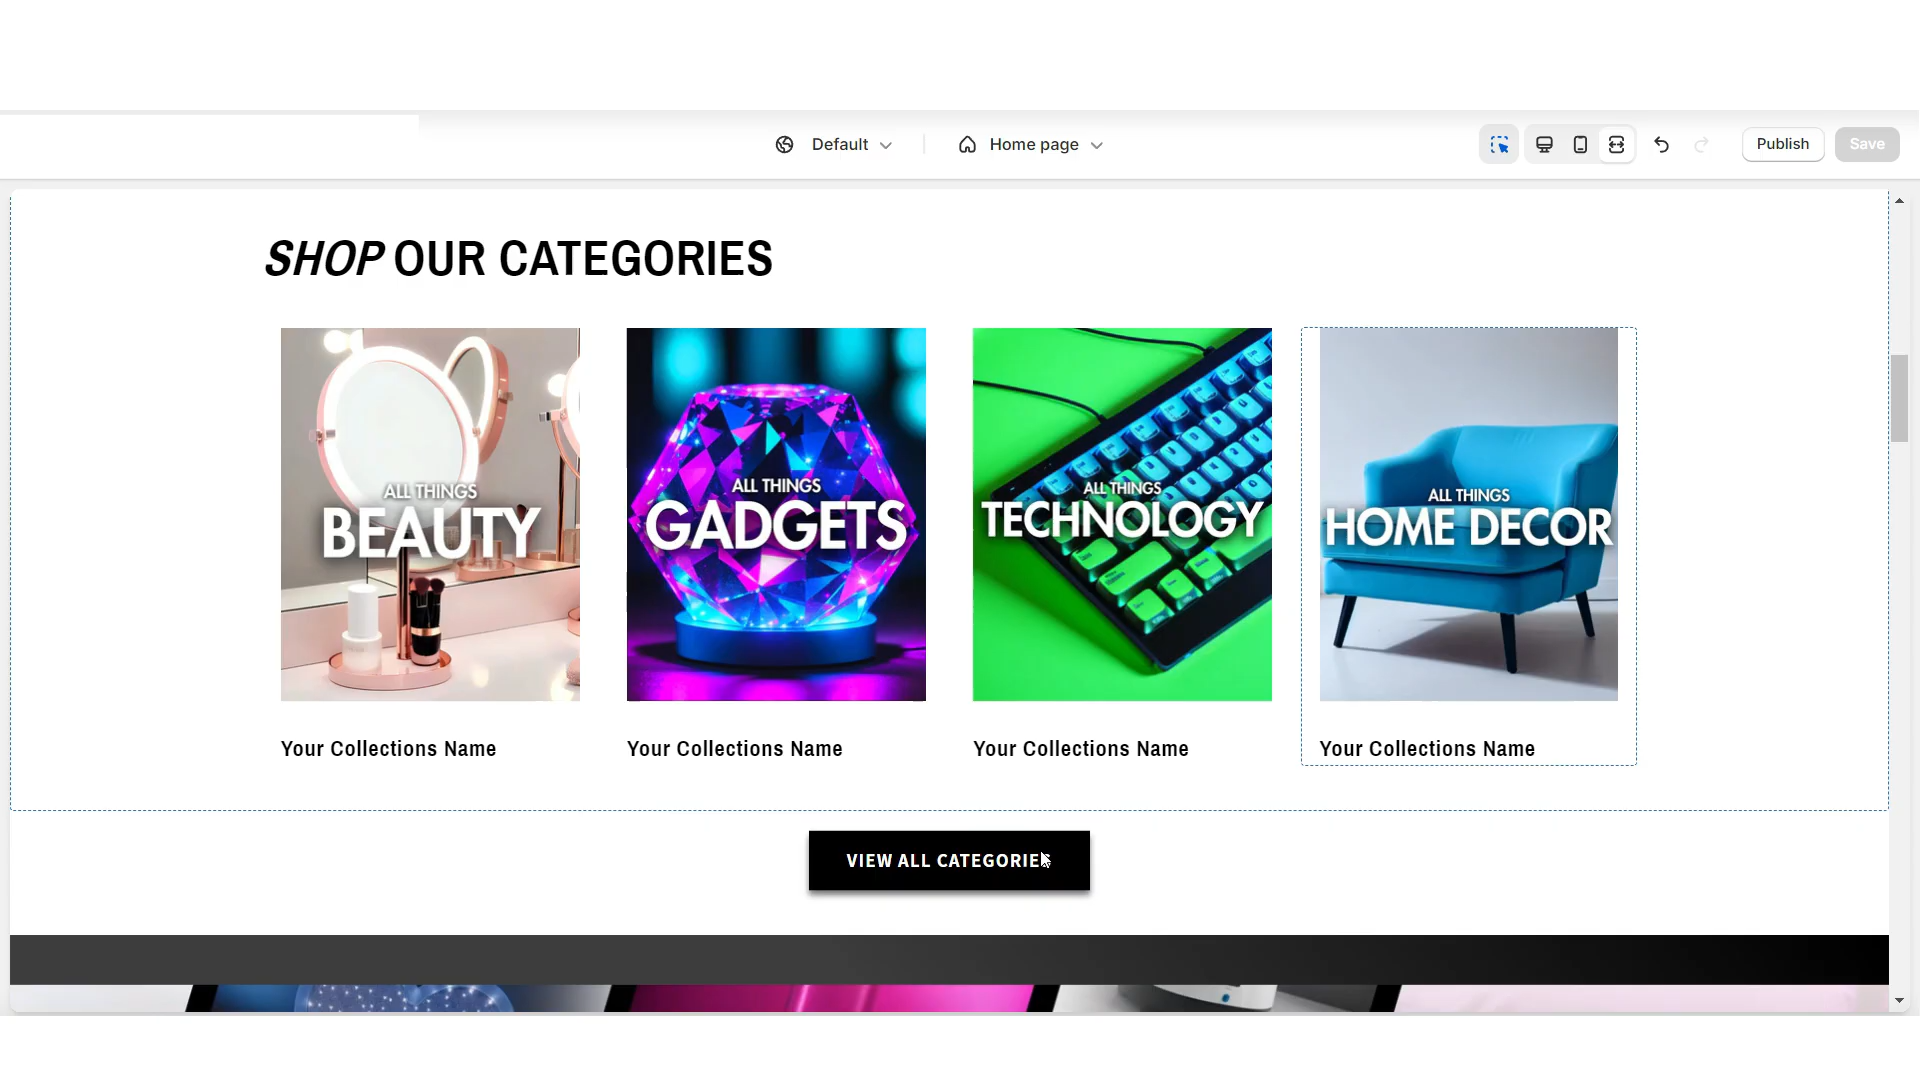 Default
Home page
Publish
Save
SHOP OUR CATEGORIES
ALL THINGS
BEAUTY
ALL THINGS
GADGETS
ALL THINGS
TECHNOLOGY
ALL THINGS
HOME DECOR
Your Collections Name
Your Collections Name
Your Collections Name
Your Collections Name
VIEW ALL CATEGORIES